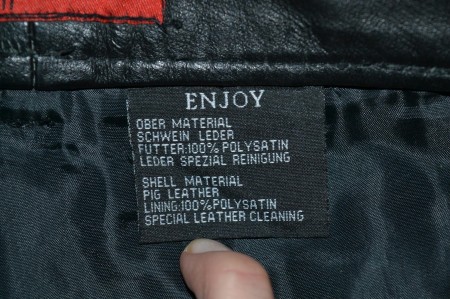 ENJOY
OBER MATERIAL
SCHWEIN LEDER
FUTTER:100% POLYSATIN
LEDER SPEZIAL REINIGUNG
SHELL MATERIAL
PIG LEATHER
LINING:100%POLYSATIN
SPECIAL LEATHER CLEANING